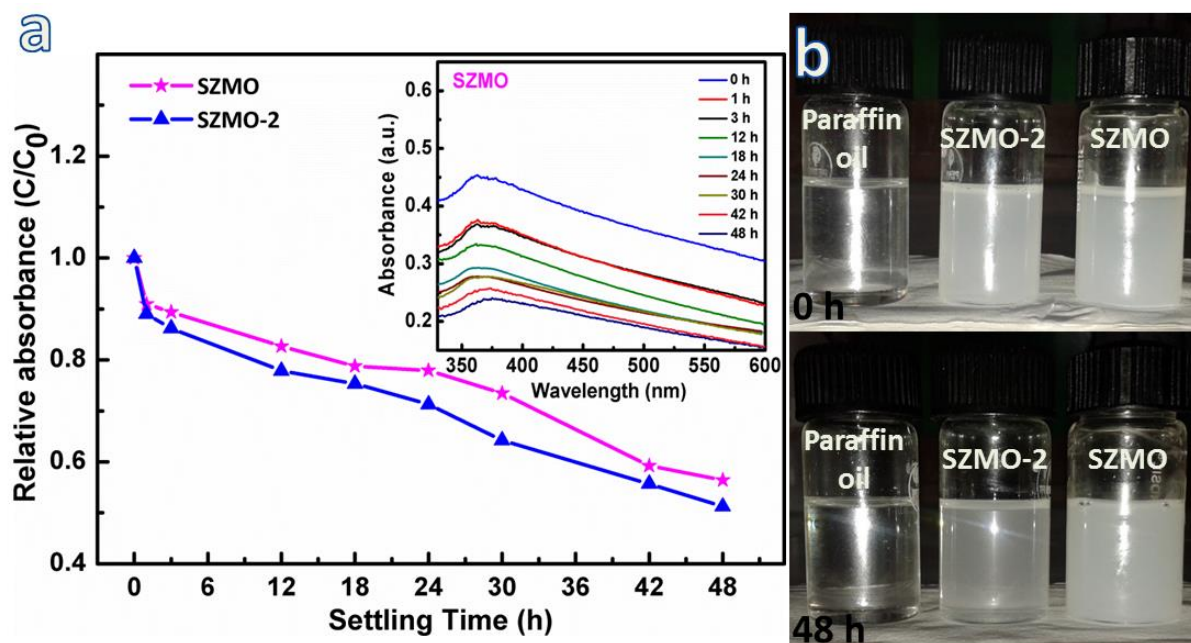 a
SZMO
SZMO-2
Relative absorbance (C/C0)
1.2
1.0
0.8
0.6
0.4
0 6 12 18 24 30 36 42 48
Settling Time (h)
SZMO
0 h
1 h
3 h
12 h
18 h
24 h
30 h
42 h
48 h
Absorbance (a.u.)
0.6
0.5
0.4
0.3
0.2
350 400 450 500 550 600
Wavelength (nm)
b
Paraffin
oil
SZMO-2
SZMO
0 h
Paraffin
oil
SZMO-2
SZMO
48 h